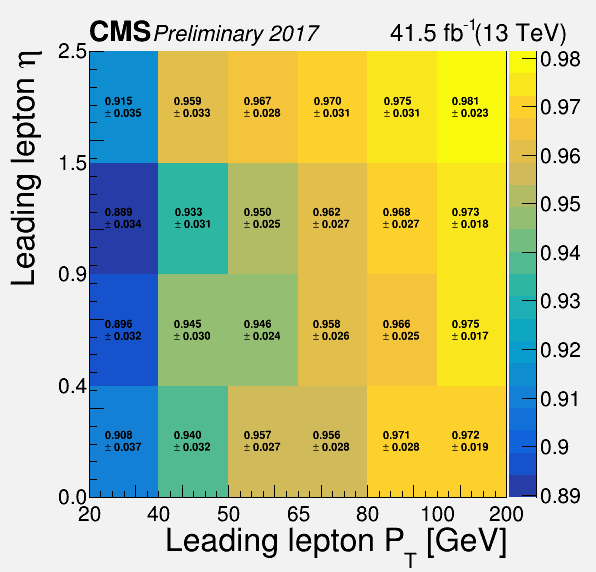 CMS Preliminary 2017 41.5 fb-1(13 TeV)
Leading lepton η
2.5
1.5
0.9
0.4
0.0
0.915 0.959 0.967 0.970 0.975 0.981
± 0.035 ± 0.033 ± 0.028 ± 0.031 ± 0.031 ± 0.023
0.889 0.933 0.950 0.962 0.968 0.973
± 0.034 ± 0.031 ± 0.025 ± 0.027 ± 0.027 ± 0.018
0.896 0.945 0.946 0.958 0.966 0.975
± 0.032 ± 0.030 ± 0.024 ± 0.026 ± 0.025 ± 0.017
0.908 0.940 0.957 0.956 0.971 0.972
± 0.037 ± 0.032 ± 0.027 ± 0.028 ± 0.028 ± 0.019
20 40 50 65 80 100 200
Leading lepton PT [GeV]
0.98
0.97
0.96
0.95
0.94
0.93
0.92
0.91
0.9
0.89